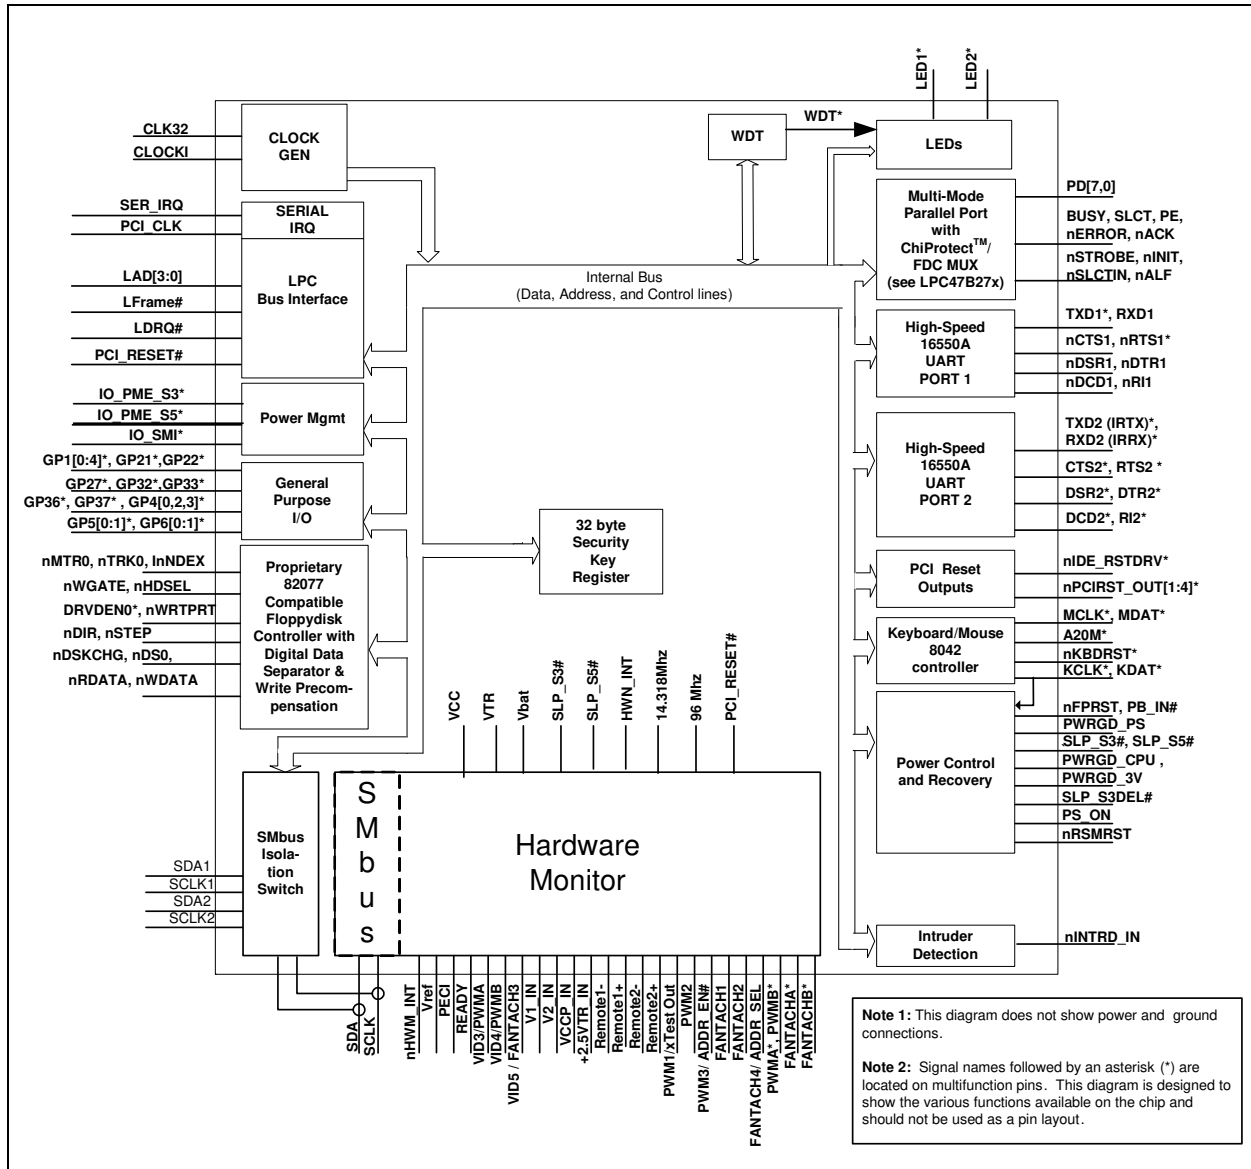 LED1*
LED2*
CLK32
CLOCKI
CLOCK
GEN
WDT
WDT*
LEDs
SER_IRQ
PCI_CLK
SERIAL
IRQ
LAD[3:0]
LFrame#
LDRQ#
PCI_RESET#
LPC
Bus Interface
Internal Bus
(Data, Address, and Control lines)
Multi-Mode
Parallel Port
with
ChiProtect™/
FDC MUX
(see LPC47B27x)
PD[7,0]
BUSY, SLCT, PE,
nERROR, nACK
nSTROBE, nINIT,
nSLCTIN, nALF
High-Speed
16550A
UART
PORT 1
TXD1*, RXD1
nCTS1, nRTS1*
nDSR1, nDTR1
nDCD1, nRI1
IO_PME_S3*
IO_PME_S5*
IO_SMI*
Power Mgmt
GP1[0:4]*, GP21*,GP22*
GP27*, GP32*,GP33*
GP36*, GP37* , GP4[0,2,3]*
GP5[0:1]*, GP6[0:1]*
General
Purpose
I/O
High-Speed
16550A
UART
PORT 2
TXD2 (IRTX)*,
RXD2 (IRRX)*
CTS2*, RTS2 *
DSR2*, DTR2*
DCD2*, RI2*
32 byte
Security
Key
Register
nMTR0, nTRK0, InNDEX
nWGATE, nHDSEL
DRVDEN0*, nWRTPRT
nDIR, nSTEP
nDSKCHG, nDS0,
nRDATA, nWDATA
Proprietary
82077
Compatible
Floppydisk
Controller with
Digital Data
Separator &
Write Precom-
pensation
PCI Reset
Outputs
nIDE_RSTDRV*
nPCIRST_OUT[1:4]*
Keyboard/Mouse
8042
controller
MCLK*, MDAT*
A20M*
nKBDRST*
KCLK*, KDAT*
Power Control
and Recovery
nFPRST, PB_IN#
PWRGD_PS
SLP_S3#, SLP_S5#
PWRGD_CPU ,
PWRGD_3V
SLP_S3DEL#
PS_ON
nRSMRST
VCC
VTR
Vbat
SLP_S3#
SLP_S5#
HWN_INT
14.318Mhz
96 Mhz
PCI_RESET#
SMbus
Isola-
tion
Switch
SDA1
SCLK1
SDA2
SCLK2
SMbus
Hardware
Monitor
Intruder
Detection
nINTRD_IN
SDA
SCLK
nHWM_INT
Vref
PECI
READY
VID3/PWMA
VID4/PWMB
VID5 / FANTACH3
V1_IN
V2_IN
VCCP_IN
+2.5VTR_IN
Remote1-
Remote1+
Remote2-
Remote2+
PWM1/xTest Out
PWM2
PWM3/ ADDR_EN#
FANTACH1
FANTACH2
FANTACH4/ ADDR_SEL
PWMA*, PWMB*
FANTACHA*
FANTACHB*
Note 1: This diagram does not show power and ground
connections.
Note 2: Signal names followed by an asterisk (*) are
located on multifunction pins. This diagram is designed to
show the various functions available on the chip and
should not be used as a pin layout.